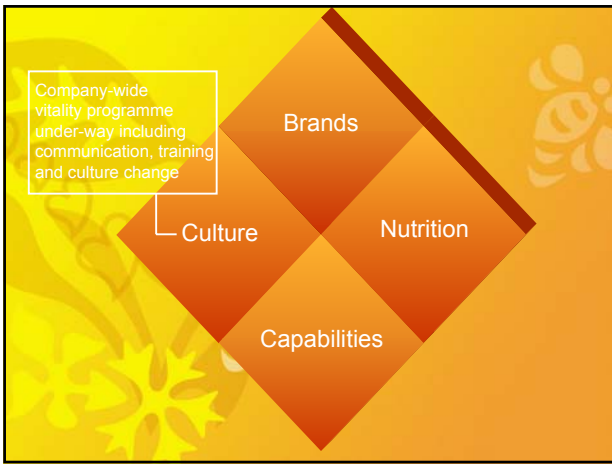 Company-wide
vitality programme
under-way including
communication, training
and culture change
Brands
Culture
Nutrition
Capabilities